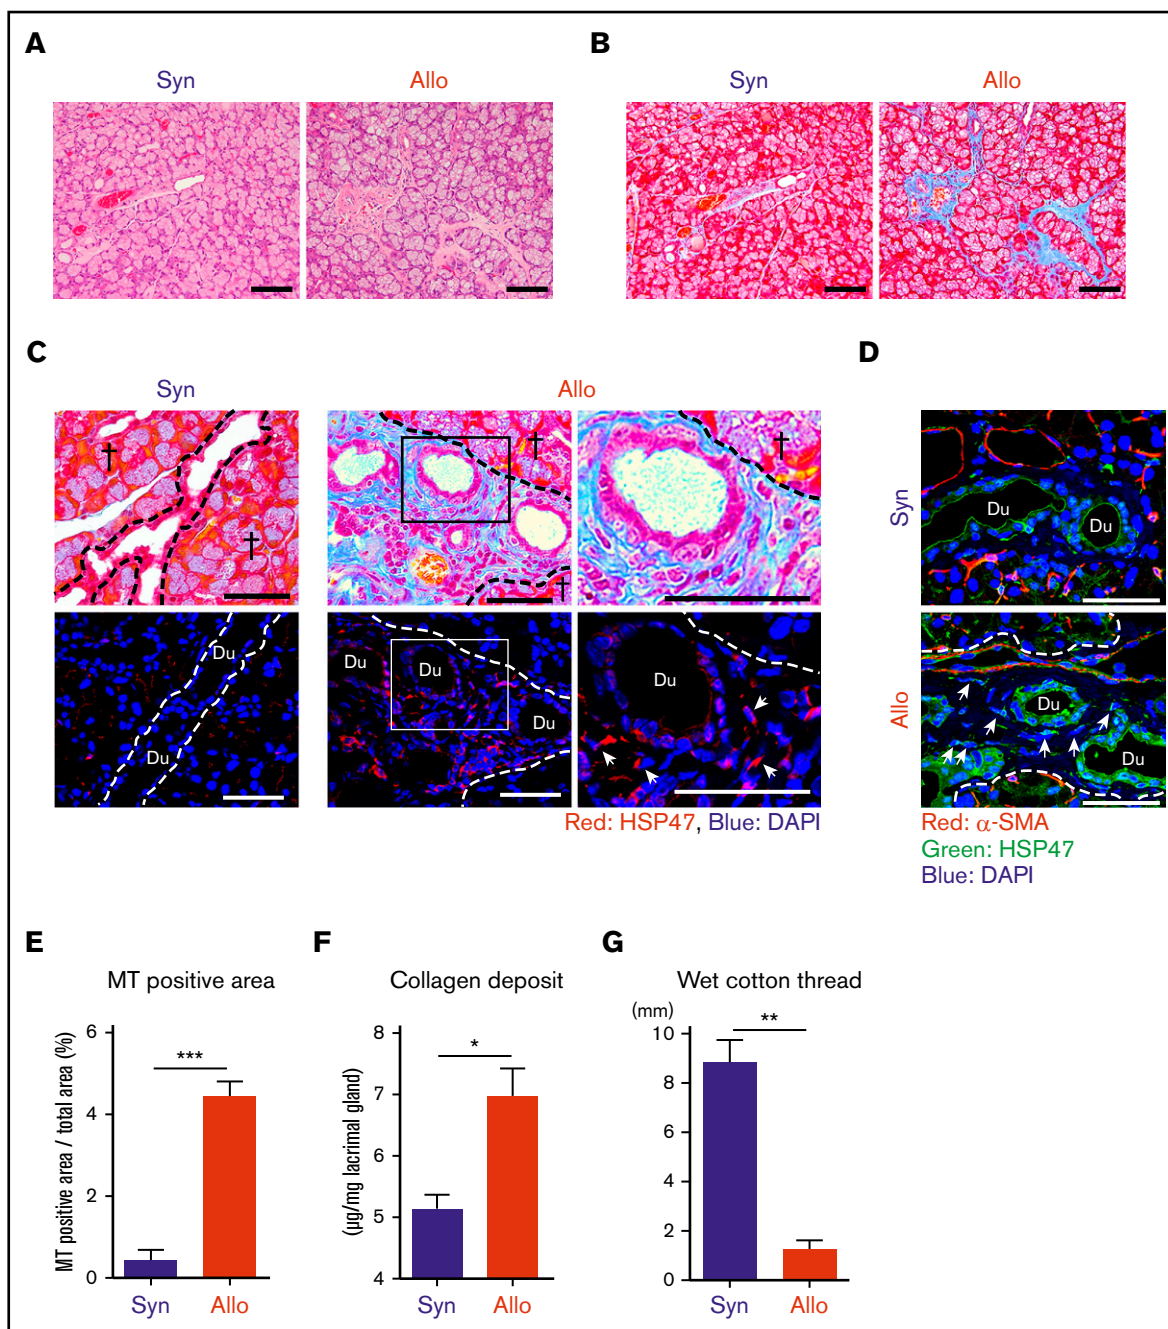 A
B
Syn
Allo
Syn
Allo
C
D
Syn
Allo
†
†
†
†
†
Du
Du
Du
Du
Du
Du
Red: HSP47, Blue: DAPI
Syn
Du
Du
Allo
Du
Du
Red: α-SMA
Green: HSP47
Blue: DAPI
E
F
G
MT positive area
Collagen deposit
Wet cotton thread
MT positive area / total area (%)
6
4
2
0
***
Syn
Allo
(µg/mg lacrimal gland)
8
7
6
5
4
*
Syn
Allo
(mm)
10
8
6
4
2
0
**
Syn
Allo